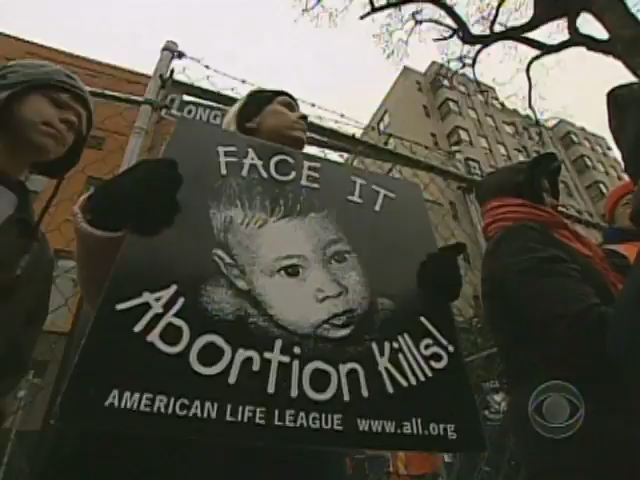 LONG
FACE IT
Abortion Kills!
AMERICAN LIFE LEAGUE www.all.org